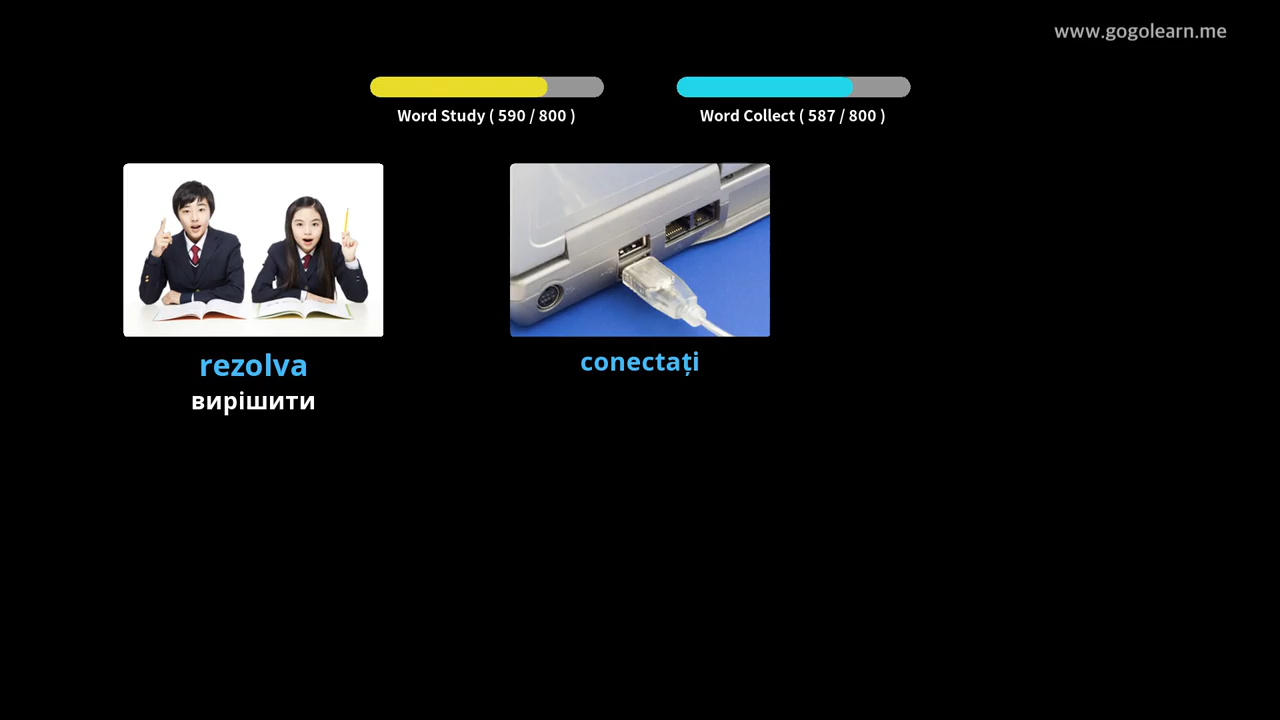 www.gogolearn.me
Word Study ( 590 / 800 )
Word Collect ( 587 / 800 )
rezolva
вирішити
conectați